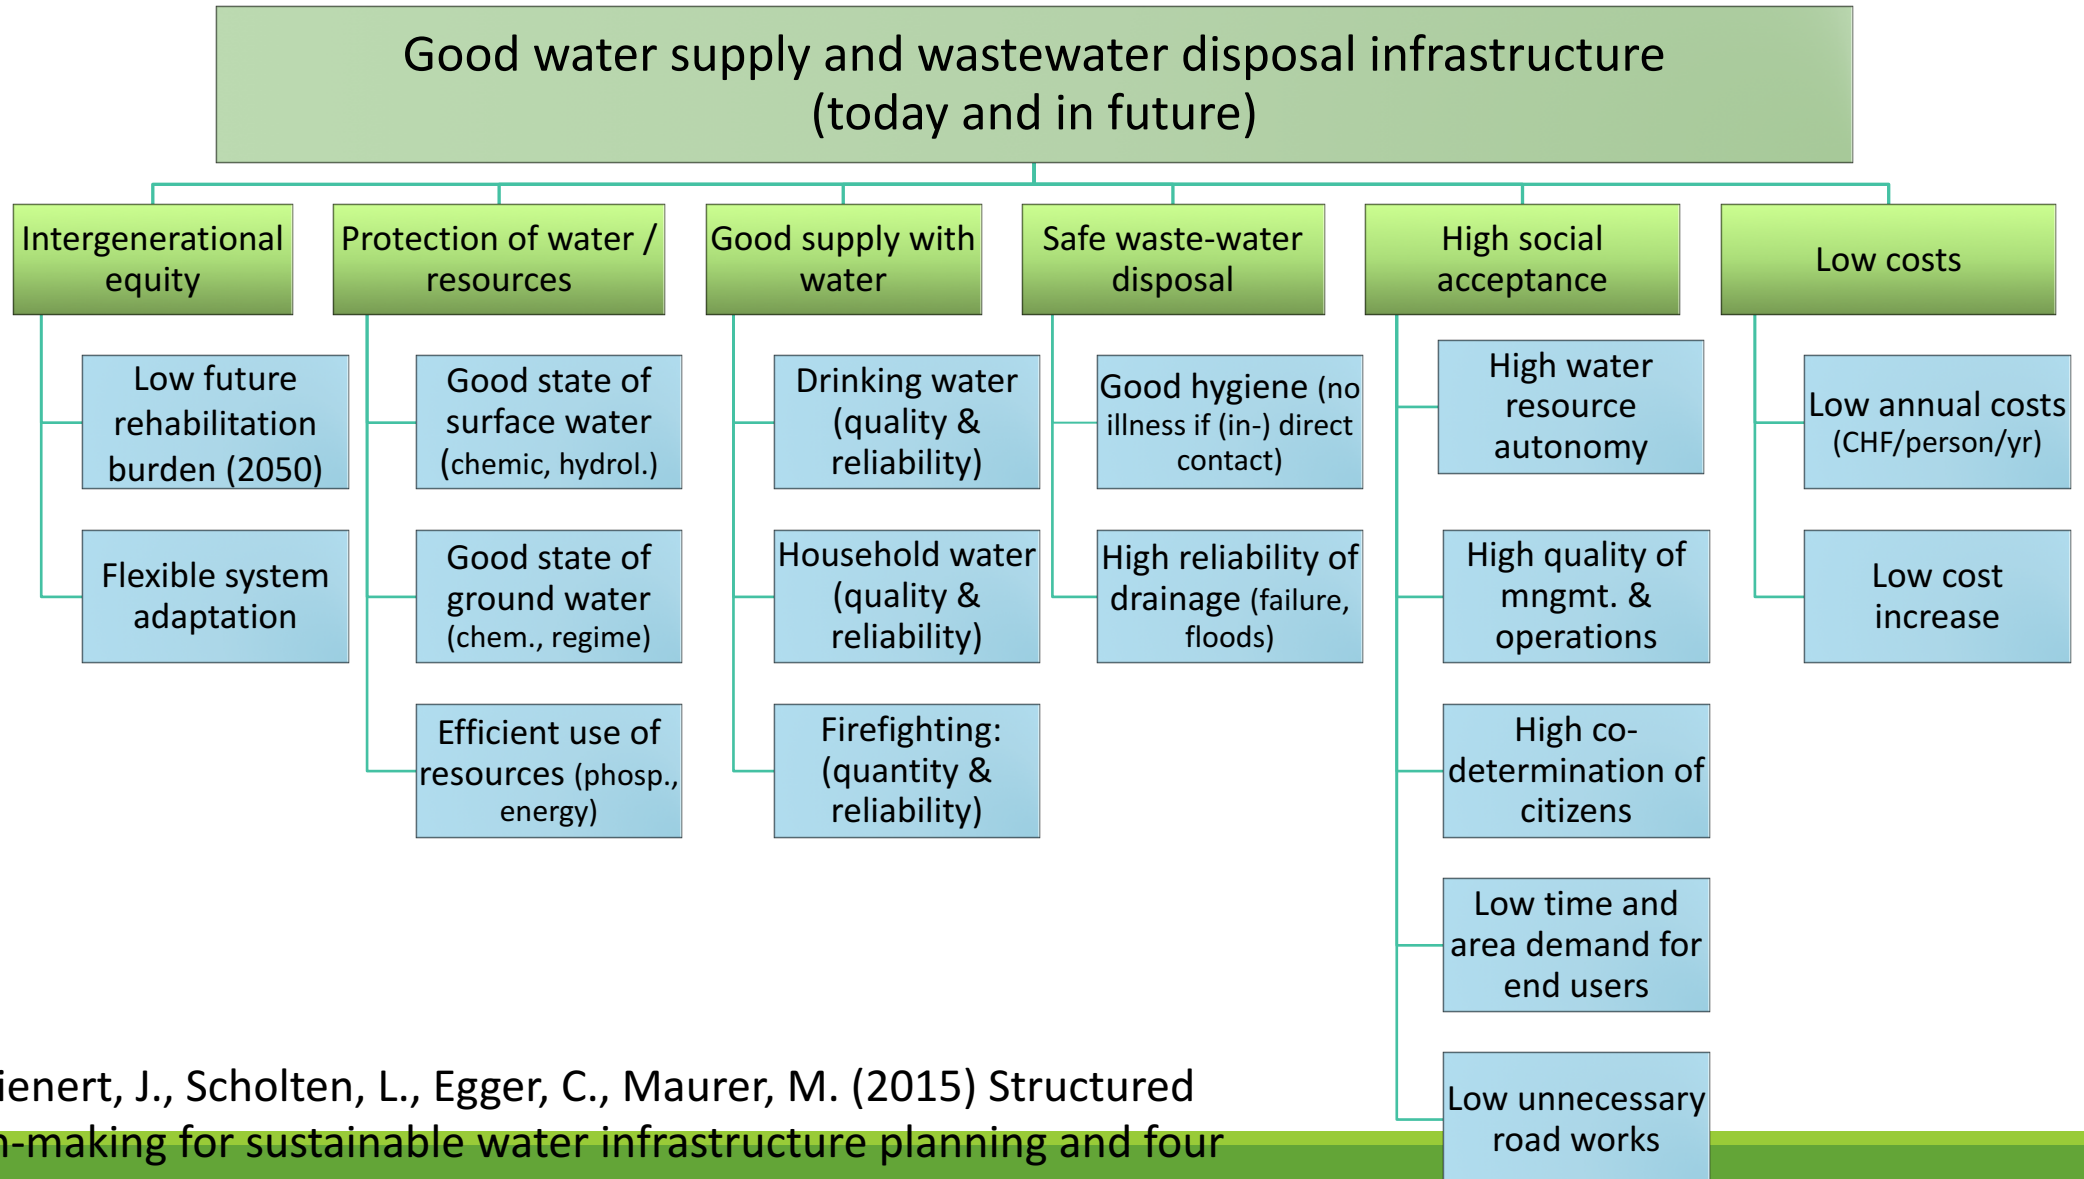 Good water supply and wastewater disposal infrastructure
(today and in future)
Intergenerational
equity
Low future
rehabilitation
burden (2050)
Flexible system
adaptation
Protection of water /
resources
Good state of
surface water
(chemic, hydrol.)
Good state of
ground water
(chem., regime)
Efficient use of
resources (phosp.,
energy)
Good supply with
water
Drinking water
(quality &
reliability)
Household water
(quality &
reliability)
Firefighting:
(quantity &
reliability)
Safe waste-water
disposal
Good hygiene (no
illness if (in-) direct
contact)
High reliability of
drainage (failure,
floods)
High social
acceptance
High water
resource
autonomy
High quality of
mngmt. &
operations
High co-
determination of
citizens
Low time and
area demand for
end users
Low unnecessary
road works
Low costs
Low annual costs
(CHF/person/yr)
Low cost
increase
ienert, J., Scholten, L., Egger, C., Maurer, M. (2015) Structured
n-making for sustainable water infrastructure planning and four